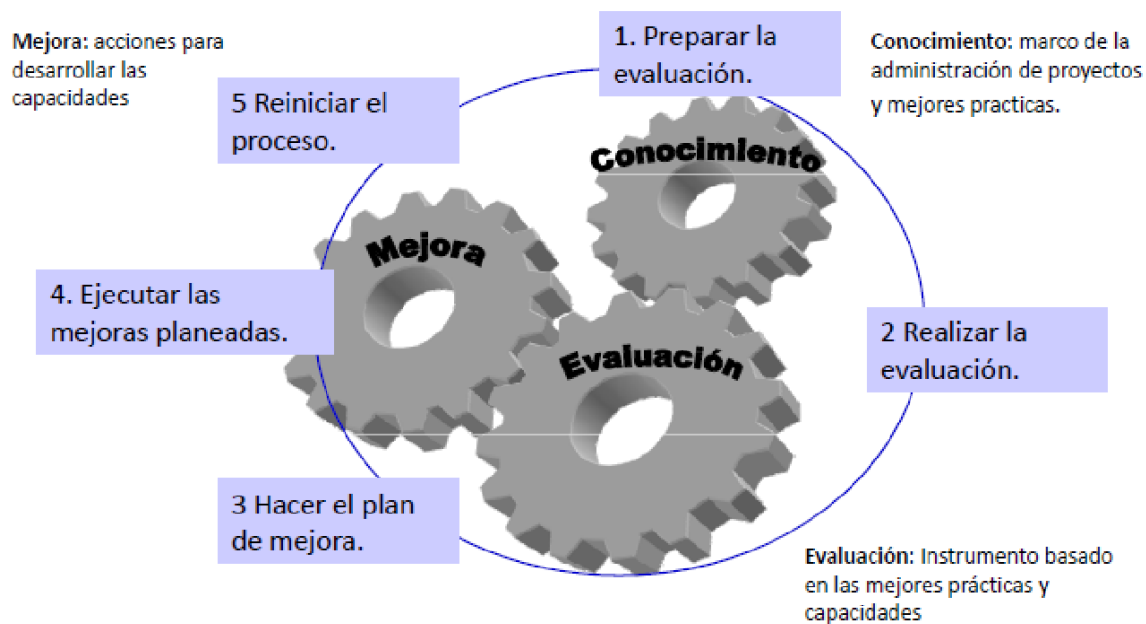 Mejora: acciones para
desarrollar las
capacidades
1. Preparar la
evaluación.
Conocimiento: marco de la
administración de proyectos
y mejores practicas.
5 Reiniciar el
proceso.
Conocimiento
Mejora
4. Ejecutar las
mejoras planeadas.
2 Realizar la
evaluación.
Evaluación
3 Hacer el plan
de mejora.
Evaluación: Instrumento basado
en las mejores prácticas y
capacidades